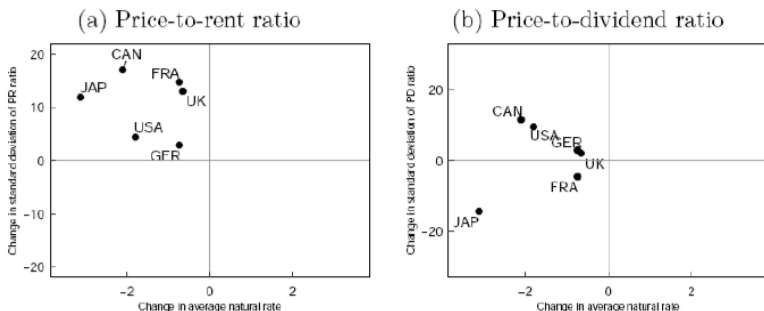 (a) Price-to-rent ratio
Change in standard deviation of PR ratio
20
10
0
-10
-20
CAN
FRA
JAP
UK
USA
GER
-2
0
2
Change in average natural rate
(b) Price-to-dividend ratio
Change in standard deviation of PD ratio
20
0
-20
CAN
USA
GER
UK
FRA
JAP
-2
0
2
Change in average natural rate